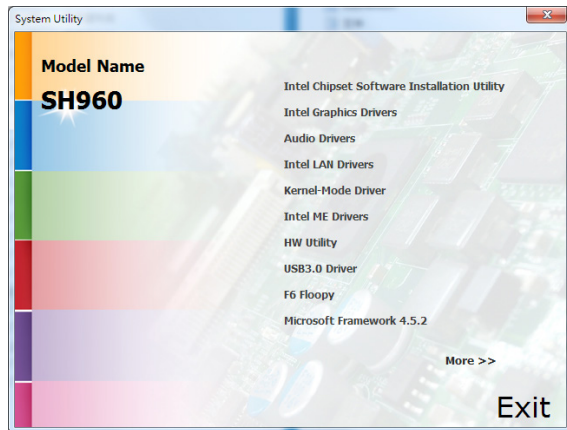 System Utility
Model Name
SH960
Intel Chipset Software Installation Utility
Intel Graphics Drivers
Audio Drivers
Intel LAN Drivers
Kernel-Mode Driver
Intel ME Drivers
HW Utility
USB3.0 Driver
F6 Floopy
Microsoft Framework 4.5.2
More >>
Exit